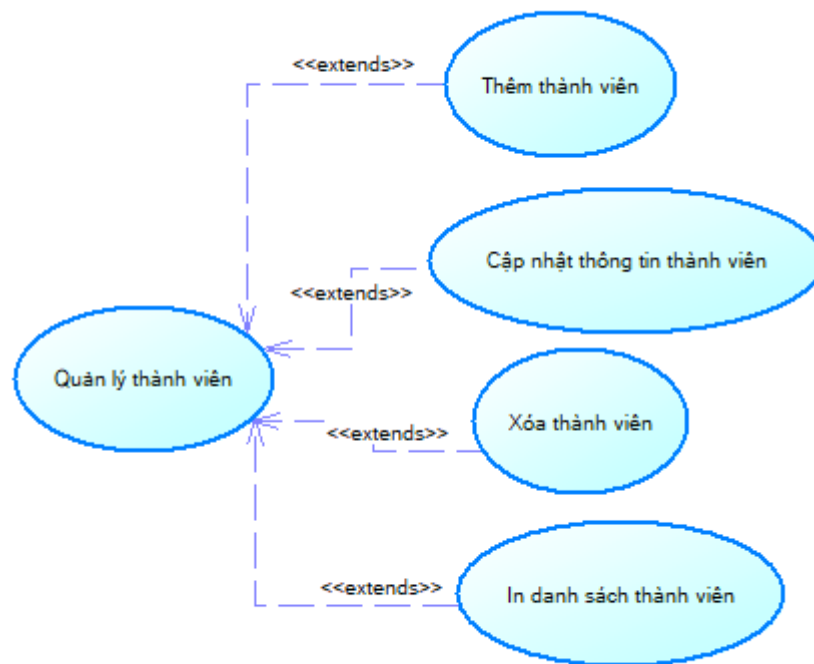 <<extends>>
Thêm thành viên
Cập nhật thông tin thành viên
<<extends>>
Quản lý thành viên
Xóa thành viên
<<extends>>
<<extends>>
In danh sách thành viên